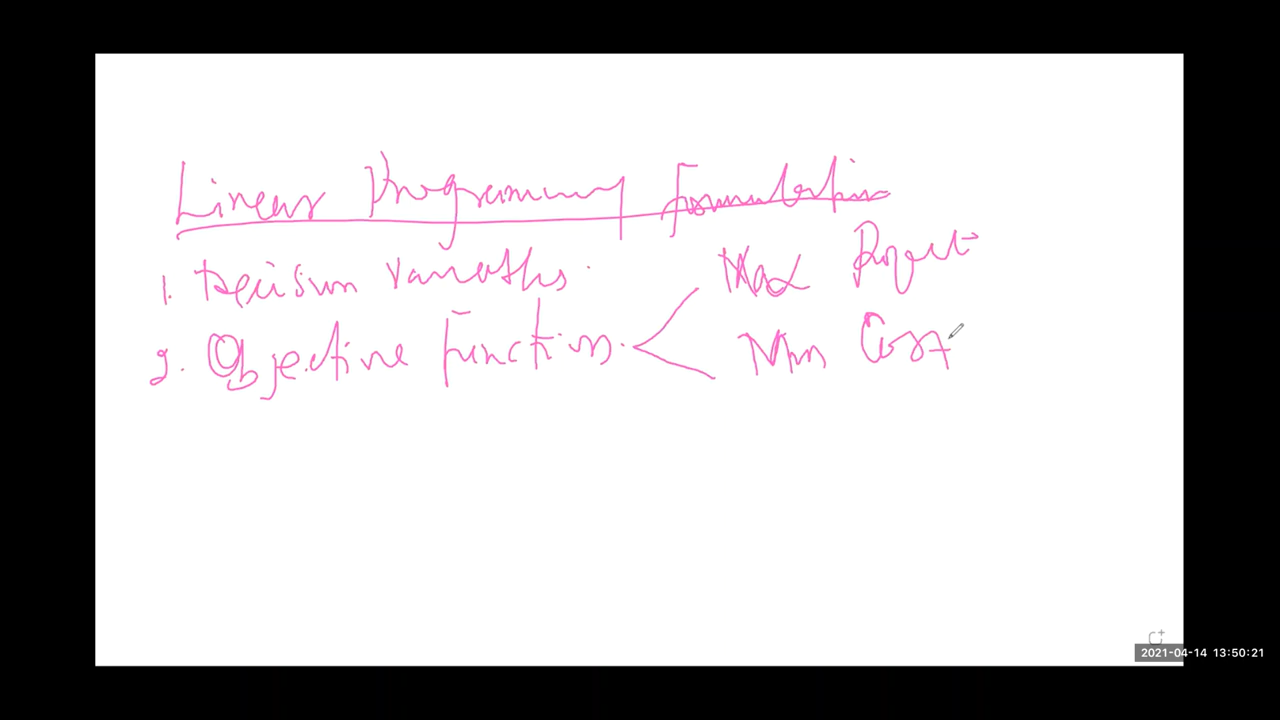 Linear Programming Formulation
1. Decision Variables.
2. Objective Function.
Max Profit
Min Cost
2021-04-14 13:50:21